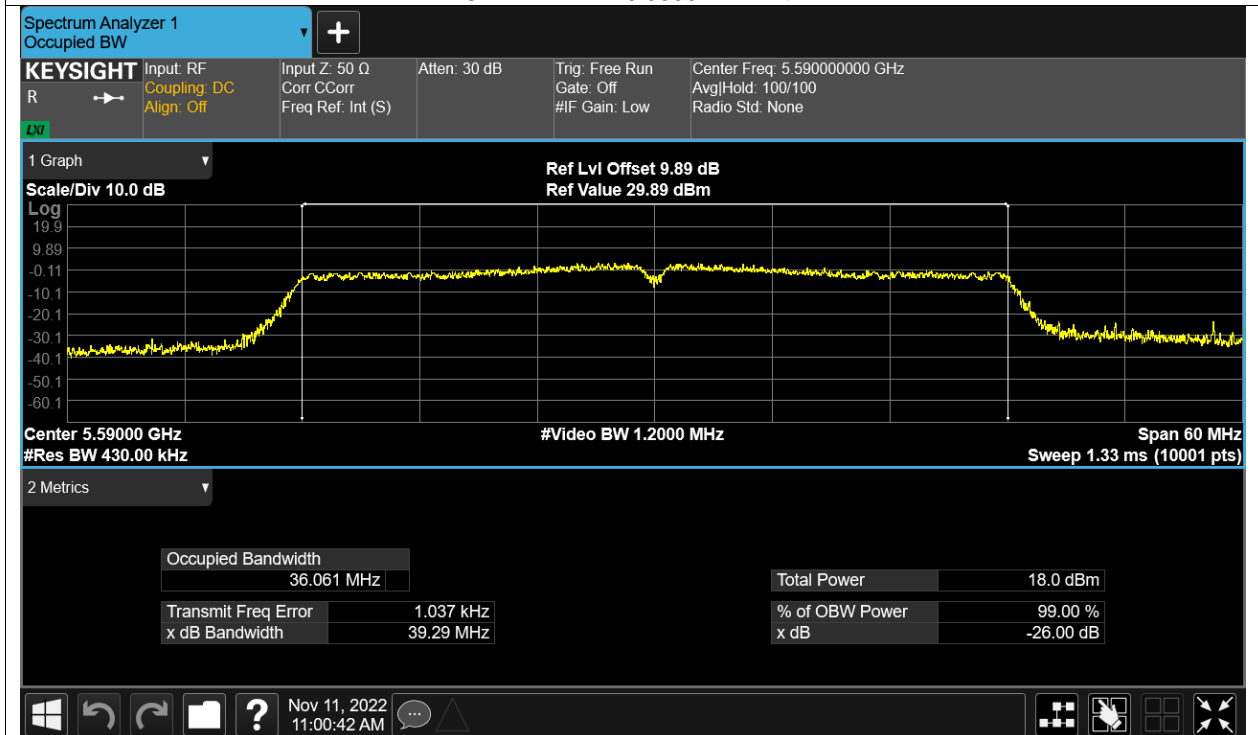 Spectrum Analyzer 1
Occupied BW
+
KEYSIGHT
R
LXI
Input: RF
Coupling: DC
Align: Off
Input Z: 50 Ω
Corr CCorr
Freq Ref: Int (S)
Atten: 30 dB
Trig: Free Run
Gate: Off
#IF Gain: Low
Center Freq: 5.590000000 GHz
Avg|Hold: 100/100
Radio Std: None
1 Graph
Scale/Div 10.0 dB
Ref Lvl Offset 9.89 dB
Ref Value 29.89 dBm
Log
19.9
9.89
-0.11
-10.1
-20.1
-30.1
-40.1
-50.1
-60.1
Center 5.59000 GHz
#Video BW 1.2000 MHz
Span 60 MHz
#Res BW 430.00 kHz
Sweep 1.33 ms (10001 pts)
2 Metrics
Occupied Bandwidth
36.061 MHz
Transmit Freq Error 1.037 kHz
x dB Bandwidth 39.29 MHz
Total Power 18.0 dBm
% of OBW Power 99.00 %
x dB -26.00 dB
?
Nov 11, 2022
11:00:42 AM